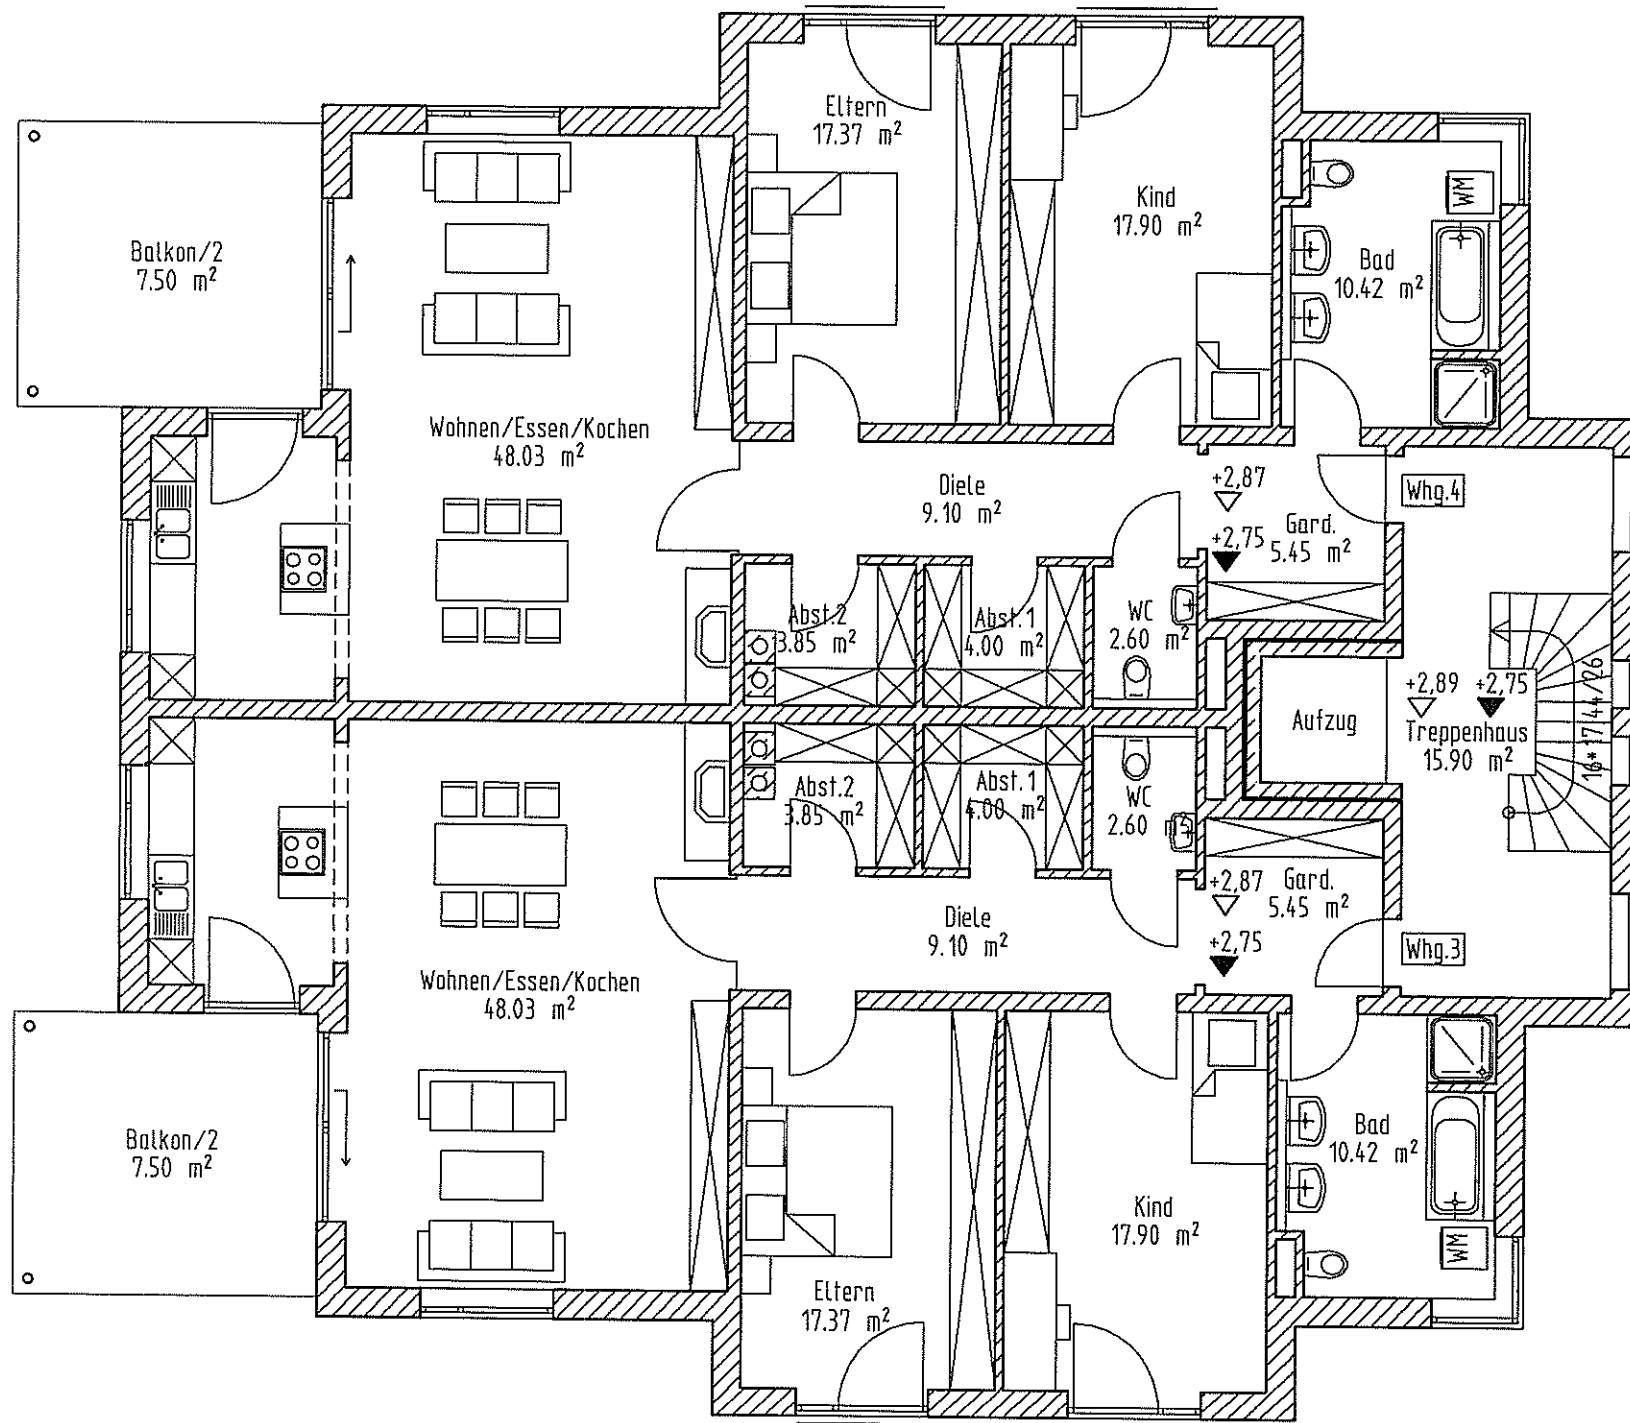 Eltern
17.37 m²
Kind
17.90 m²
WM
Balkon/2
7.50 m²
Bad
10.42 m²
Wohnen/Essen/Kochen
48.03 m²
Diele
9.10 m²
+2,87
Whg.4
Gard.
5.45 m²
+2,75
Abst.2
3.85 m²
Abst.1
4.00 m²
WC
2.60 m²
Aufzug
+2,89
+2,75
Treppenhaus
15.90 m²
16*17,44/26
Abst.2
3.85 m²
Abst.1
4.00 m²
WC
2.60 m²
+2,87
Gard.
5.45 m²
Diele
9.10 m²
+2,75
Whg.3
Wohnen/Essen/Kochen
48.03 m²
Balkon/2
7.50 m²
Bad
10.42 m²
Kind
17.90 m²
WM
Eltern
17.37 m²